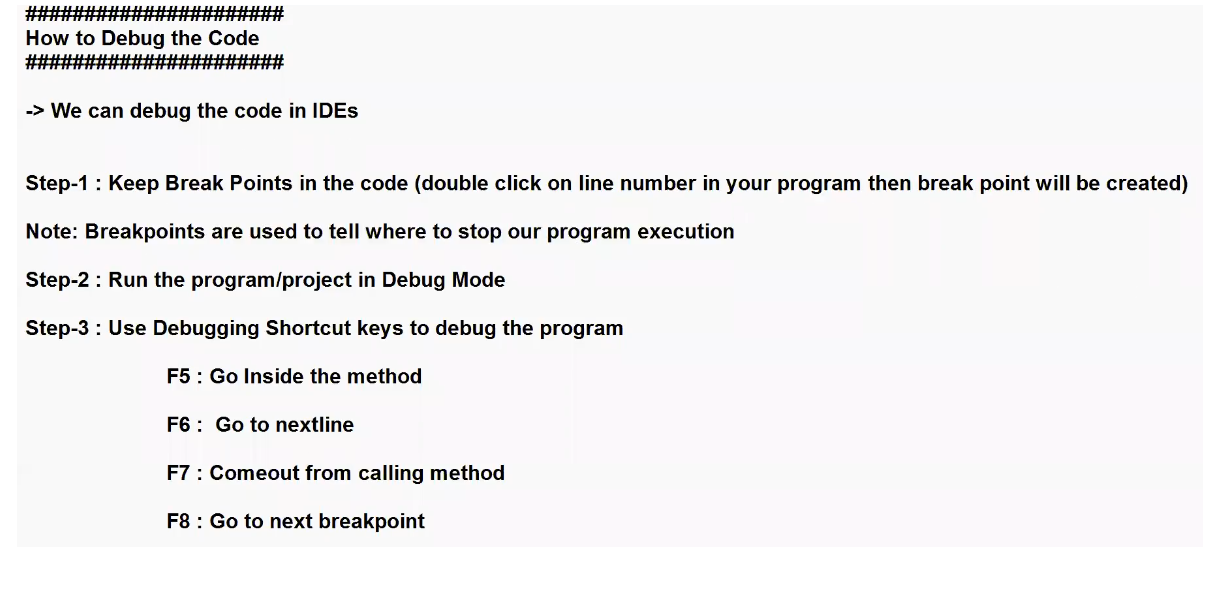 ######################
How to Debug the Code
######################
-> We can debug the code in IDEs
Step-1 : Keep Break Points in the code (double click on line number in your program then break point will be created)
Note: Breakpoints are used to tell where to stop our program execution
Step-2 : Run the program/project in Debug Mode
Step-3 : Use Debugging Shortcut keys to debug the program
F5 : Go Inside the method
F6 :  Go to nextline
F7 : Comeout from calling method
F8 : Go to next breakpoint